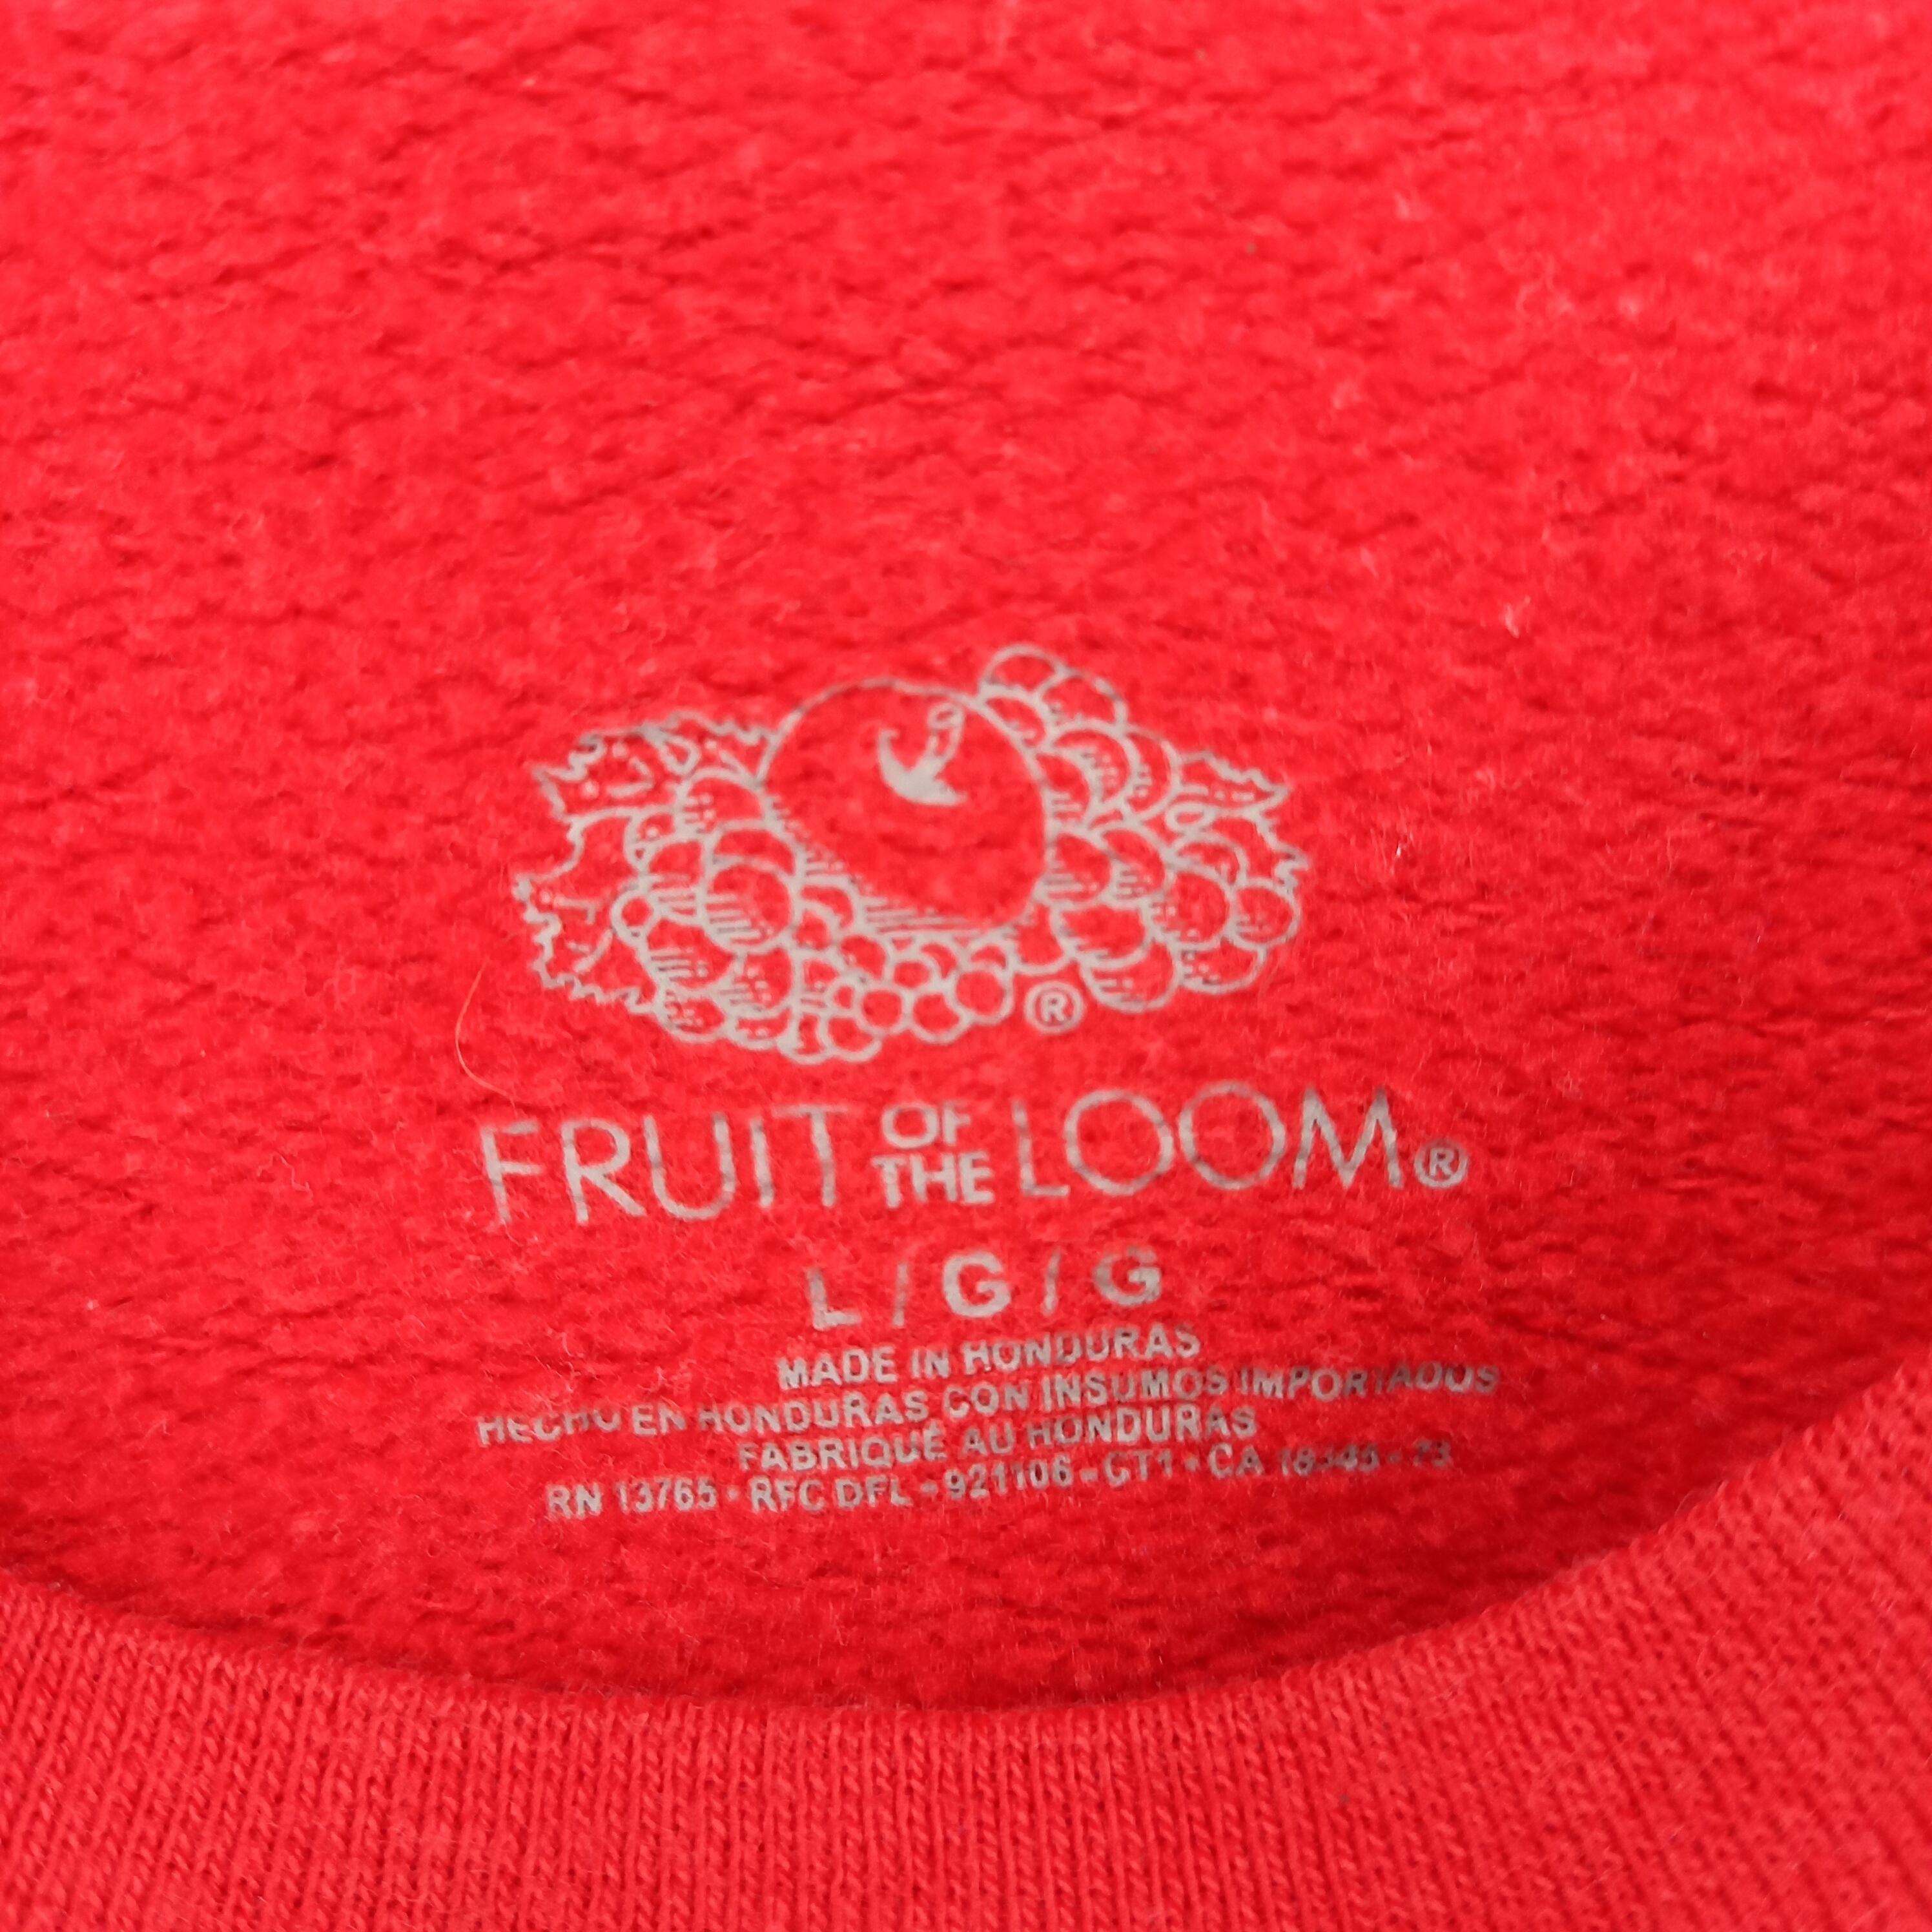 ®
FRUIT OF THE LOOM®
L / G / G
MADE IN HONDURAS
HECHO EN HONDURAS CON INSUMOS IMPORTADOS
FABRIQUÉ AU HONDURAS
RN 13765 - RFC DFL - 921106 - CT1 - CA